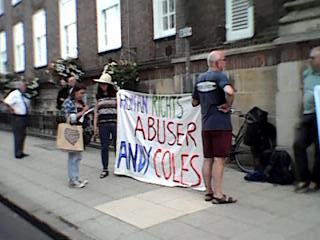 HUMAN RIGHTS
ABUSER
ANDY COLES